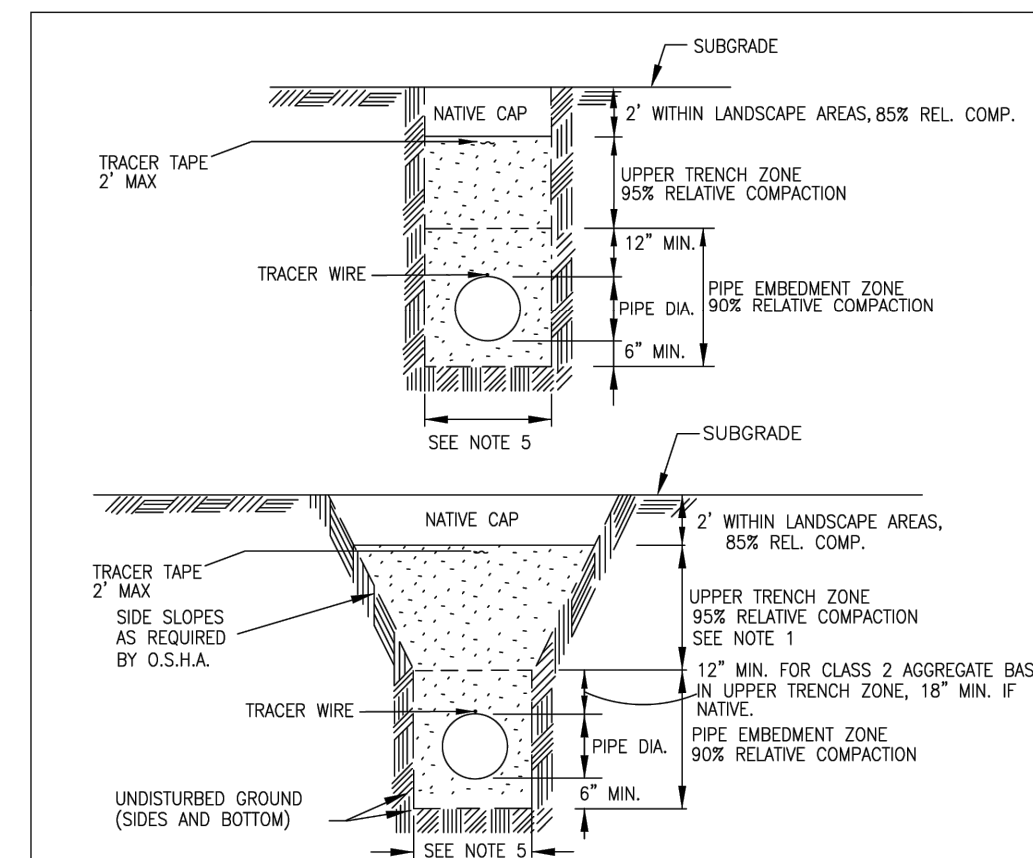 SUBGRADE
NATIVE CAP
2' WITHIN LANDSCAPE AREAS, 85% REL. COMP.
TRACER TAPE
2' MAX
UPPER TRENCH ZONE
95% RELATIVE COMPACTION
12" MIN.
TRACER WIRE
PIPE DIA.
PIPE EMBEDMENT ZONE
90% RELATIVE COMPACTION
6" MIN.
SEE NOTE 5
SUBGRADE
NATIVE CAP
2' WITHIN LANDSCAPE AREAS,
85% REL. COMP.
TRACER TAPE
2' MAX
SIDE SLOPES
AS REQUIRED
BY O.S.H.A.
UPPER TRENCH ZONE
95% RELATIVE COMPACTION
SEE NOTE 1
12" MIN. FOR CLASS 2 AGGREGATE BAS
IN UPPER TRENCH ZONE, 18" MIN. IF
NATIVE.
TRACER WIRE
PIPE DIA.
PIPE EMBEDMENT ZONE
90% RELATIVE COMPACTION
6" MIN.
UNDISTURBED GROUND
(SIDES AND BOTTOM)
SEE NOTE 5